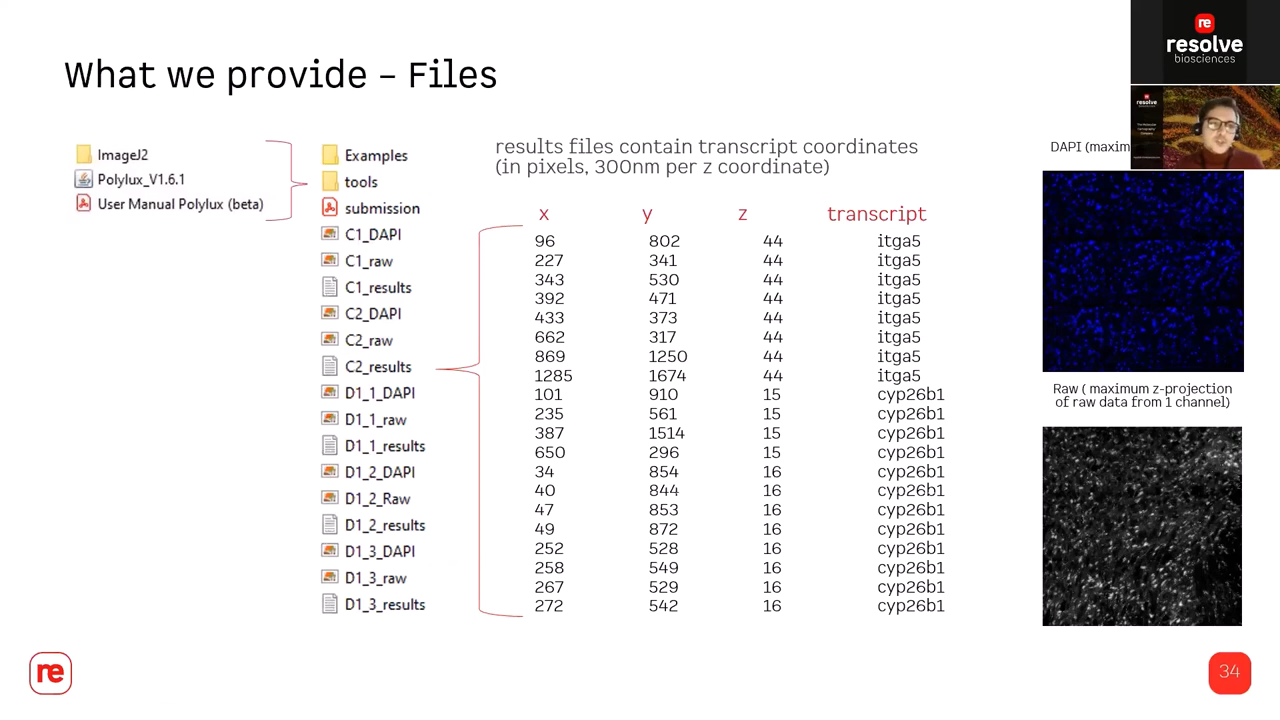 What we provide – Files
re
resolve
biosciences
ImageJ2
Polylux_V1.6.1
User Manual Polylux (beta)
Examples
tools
submission
C1_DAPI
C1_raw
C1_results
C2_DAPI
C2_raw
C2_results
D1_1_DAPI
D1_1_raw
D1_1_results
D1_2_DAPI
D1_2_Raw
D1_2_results
D1_3_DAPI
D1_3_raw
D1_3_results
results files contain transcript coordinates
(in pixels, 300nm per z coordinate)
x y z transcript
96 802 44 itga5
227 341 44 itga5
343 530 44 itga5
392 471 44 itga5
433 373 44 itga5
662 317 44 itga5
869 1250 44 itga5
1285 1674 44 itga5
101 910 15 cyp26b1
235 561 15 cyp26b1
387 1514 15 cyp26b1
650 296 15 cyp26b1
34 854 16 cyp26b1
40 844 16 cyp26b1
47 853 16 cyp26b1
49 872 16 cyp26b1
252 528 16 cyp26b1
258 549 16 cyp26b1
267 529 16 cyp26b1
272 542 16 cyp26b1
resolve
DAPI (maxim
Raw ( maximum z-projection
of raw data from 1 channel)
re
34